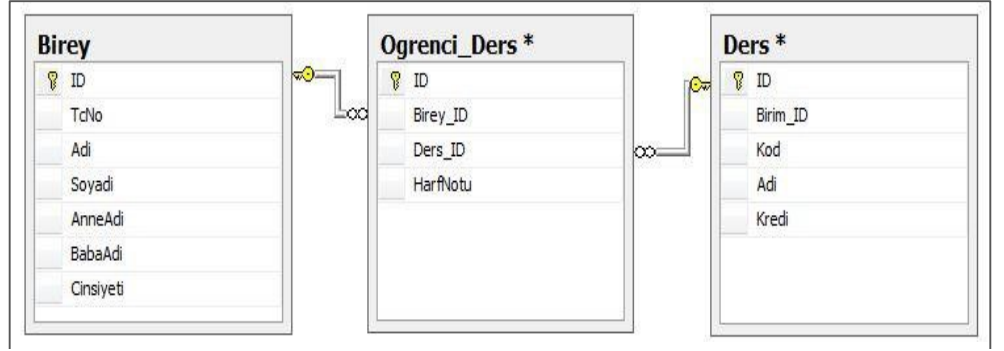 Birey
ID
TcNo
Adi
Soyadi
AnneAdi
BabaAdi
Cinsiyeti
Ogrenci_Ders *
ID
Birey_ID
Ders_ID
HarfNotu
Ders *
ID
Birim_ID
Kod
Adi
Kredi